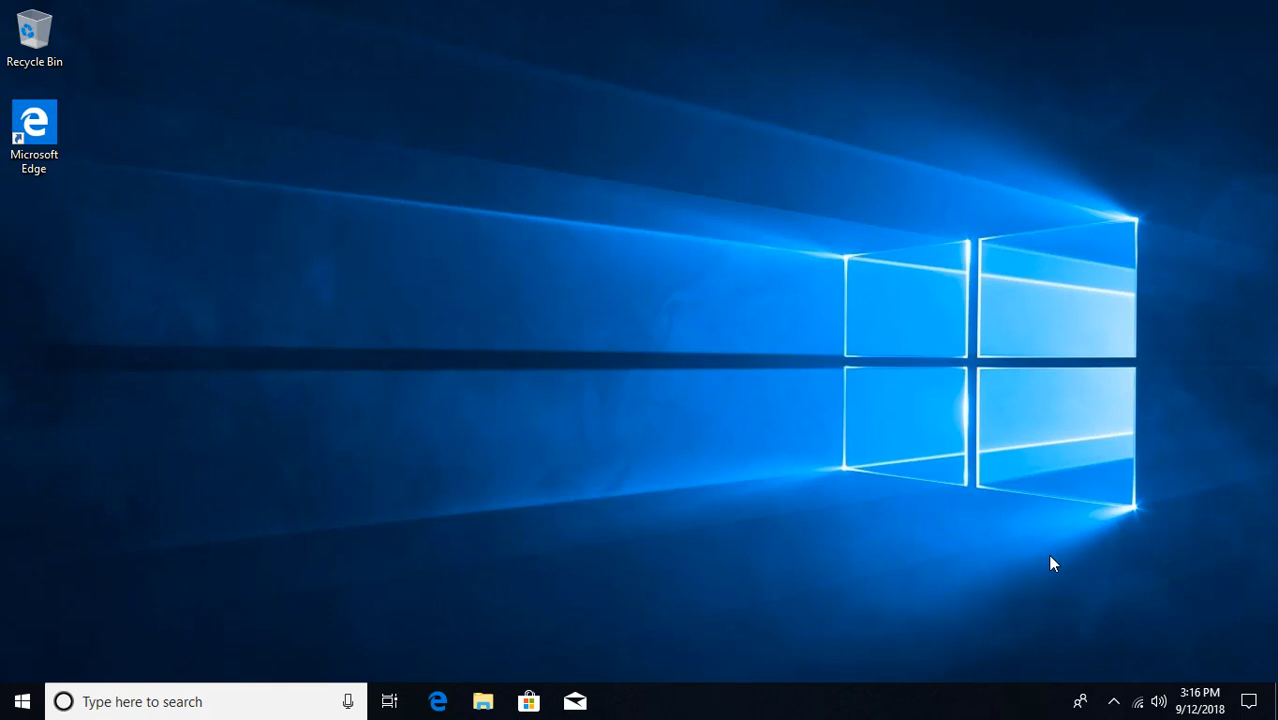 Recycle Bin
Microsoft
Edge
Type here to search
3:16 PM
9/12/2018